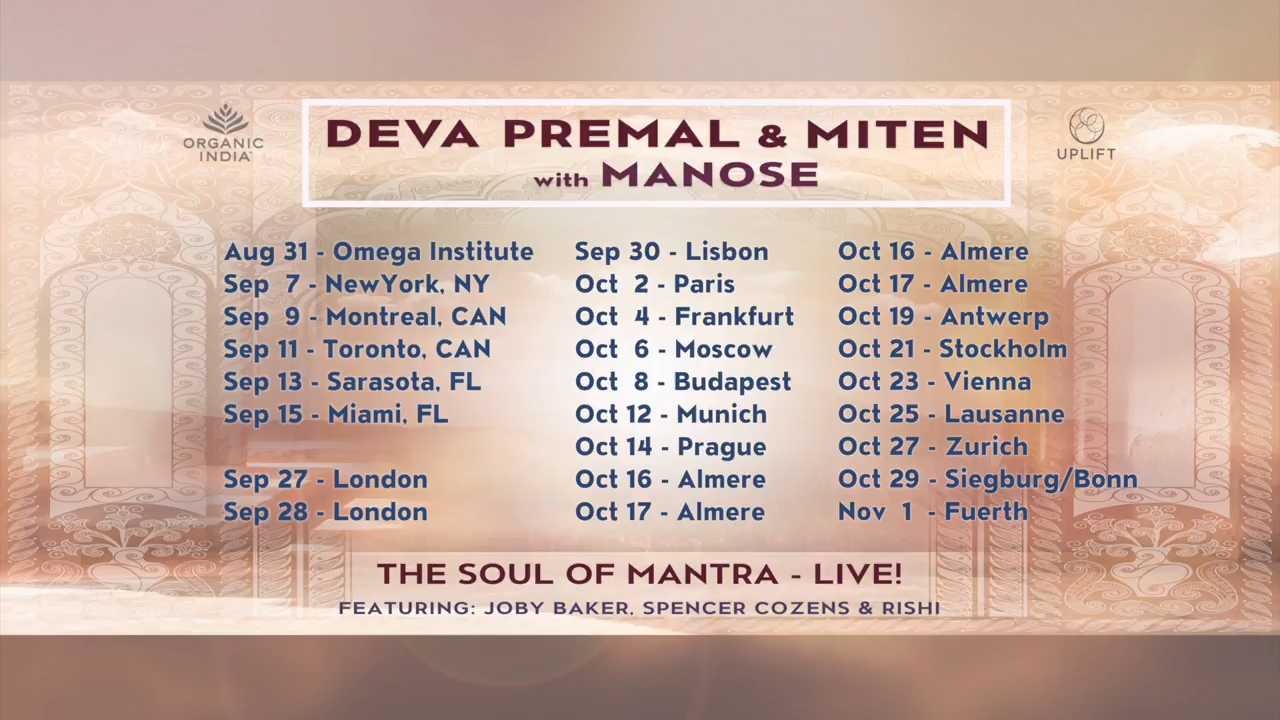 ORGANIC
INDIA
DEVA PREMAL & MITEN
with MANOSE
UPLIFT
Aug 31 - Omega Institute
Sep 7 - NewYork, NY
Sep 9 - Montreal, CAN
Sep 11 - Toronto, CAN
Sep 13 - Sarasota, FL
Sep 15 - Miami, FL
Sep 27 - London
Sep 28 - London
Sep 30 - Lisbon
Oct 2 - Paris
Oct 4 - Frankfurt
Oct 6 - Moscow
Oct 8 - Budapest
Oct 12 - Munich
Oct 14 - Prague
Oct 16 - Almere
Oct 17 - Almere
Oct 16 - Almere
Oct 17 - Almere
Oct 19 - Antwerp
Oct 21 - Stockholm
Oct 23 - Vienna
Oct 25 - Lausanne
Oct 27 - Zurich
Oct 29 - Siegburg/Bonn
Nov 1 - Fuerth
THE SOUL OF MANTRA - LIVE!
FEATURING: JOBY BAKER, SPENCER COZENS & RISHI